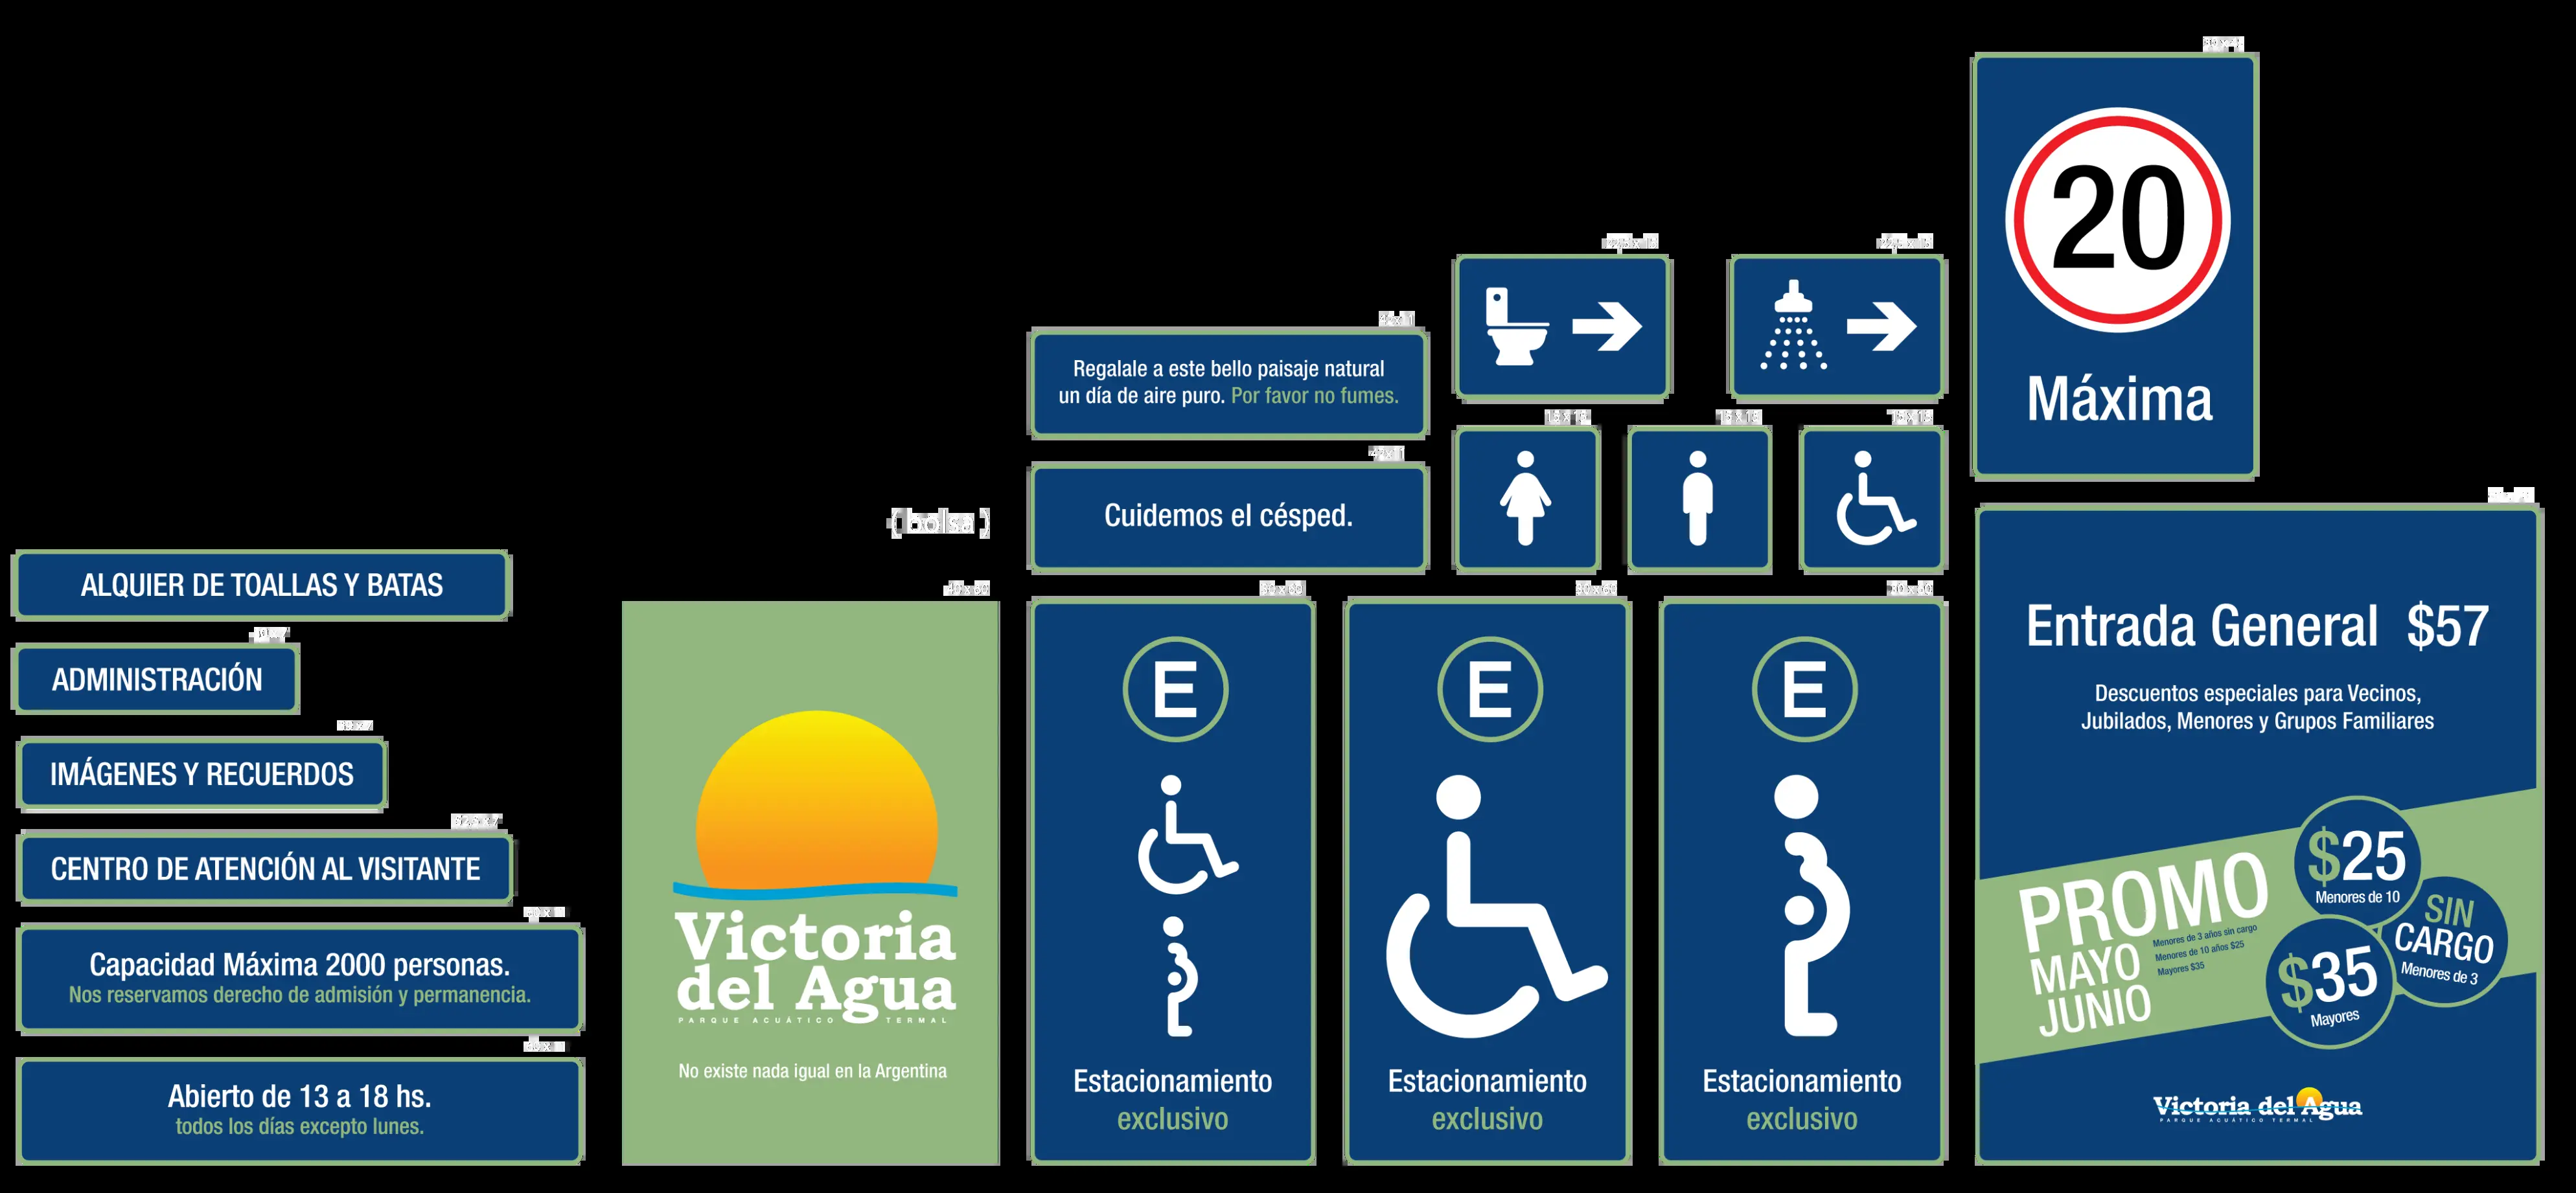 ALQUIER DE TOALLAS Y BATAS
ADMINISTRACIÓN
IMÁGENES Y RECUERDOS
CENTRO DE ATENCIÓN AL VISITANTE
Capacidad Máxima 2000 personas.
Nos reservamos derecho de admisión y permanencia.
Abierto de 13 a 18 hs.
todos los días excepto lunes.
(bolsa)
Victoria
del Agua
PARQUE ACUÁTICO TERMAL
No existe nada igual en la Argentina
Regalale a este bello paisaje natural
un día de aire puro. Por favor no fumes.
Cuidemos el césped.
E
Estacionamiento
exclusivo
E
Estacionamiento
exclusivo
E
Estacionamiento
exclusivo
20
Máxima
Entrada General $57
Descuentos especiales para Vecinos,
Jubilados, Menores y Grupos Familiares
PROMO
MAYO
JUNIO
Menores de 3 años sin cargo
Menores de 10 años $25
Mayores $35
$25
Menores de 10
SIN
CARGO
Menores de 3
$35
Mayores
Victoria del Agua
PARQUE ACUÁTICO TERMAL